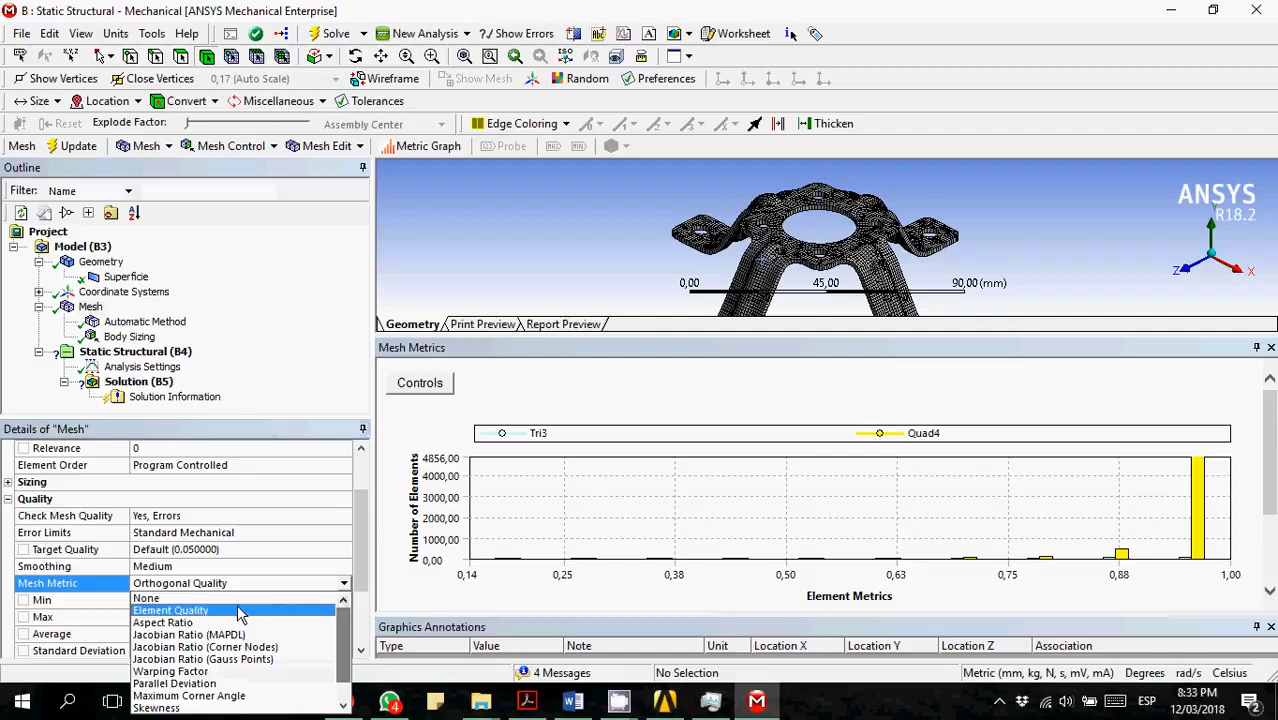 B : Static Structural - Mechanical [ANSYS Mechanical Enterprise]
File Edit View Units Tools Help Solve New Analysis Show Errors Worksheet
Show Vertices Close Vertices 0,17 (Auto Scale) Wireframe Show Mesh Random Preferences
Size Location Convert Miscellaneous Tolerances
Reset Explode Factor: Assembly Center Edge Coloring Thicken
Mesh Update Mesh Mesh Control Mesh Edit Metric Graph Probe
Outline
Filter: Name
Project
Model (B3)
Geometry
Superficie
Coordinate Systems
Mesh
Automatic Method
Body Sizing
Static Structural (B4)
Analysis Settings
Solution (B5)
Solution Information
ANSYS
R18.2
Y
Z
X
0,00 45,00 90,00 (mm)
Geometry Print Preview Report Preview
Details of "Mesh"
Relevance 0
Element Order Program Controlled
Sizing
Quality
Check Mesh Quality Yes, Errors
Error Limits Standard Mechanical
Target Quality Default (0.050000)
Smoothing Medium
Mesh Metric Orthogonal Quality
Min
Max
Average
Standard Deviation
None
Element Quality
Aspect Ratio
Jacobian Ratio (MAPDL)
Jacobian Ratio (Corner Nodes)
Jacobian Ratio (Gauss Points)
Warping Factor
Parallel Deviation
Maximum Corner Angle
Skewness
Mesh Metrics
Controls
Tri3 Quad4
Number of Elements
4856,00
4000,00
3000,00
2000,00
1000,00
0,00
0,14 0,25 0,38 0,50 0,63 0,75 0,88 1,00
Element Metrics
Graphics Annotations
Type Value Note Unit Location X Location Y Location Z Association
4 Messages No Selection Metric (mm, kg, N, s, mV, mA) Degrees rad/s Celsius
4
ESP
8:33 PM
12/03/2018
2